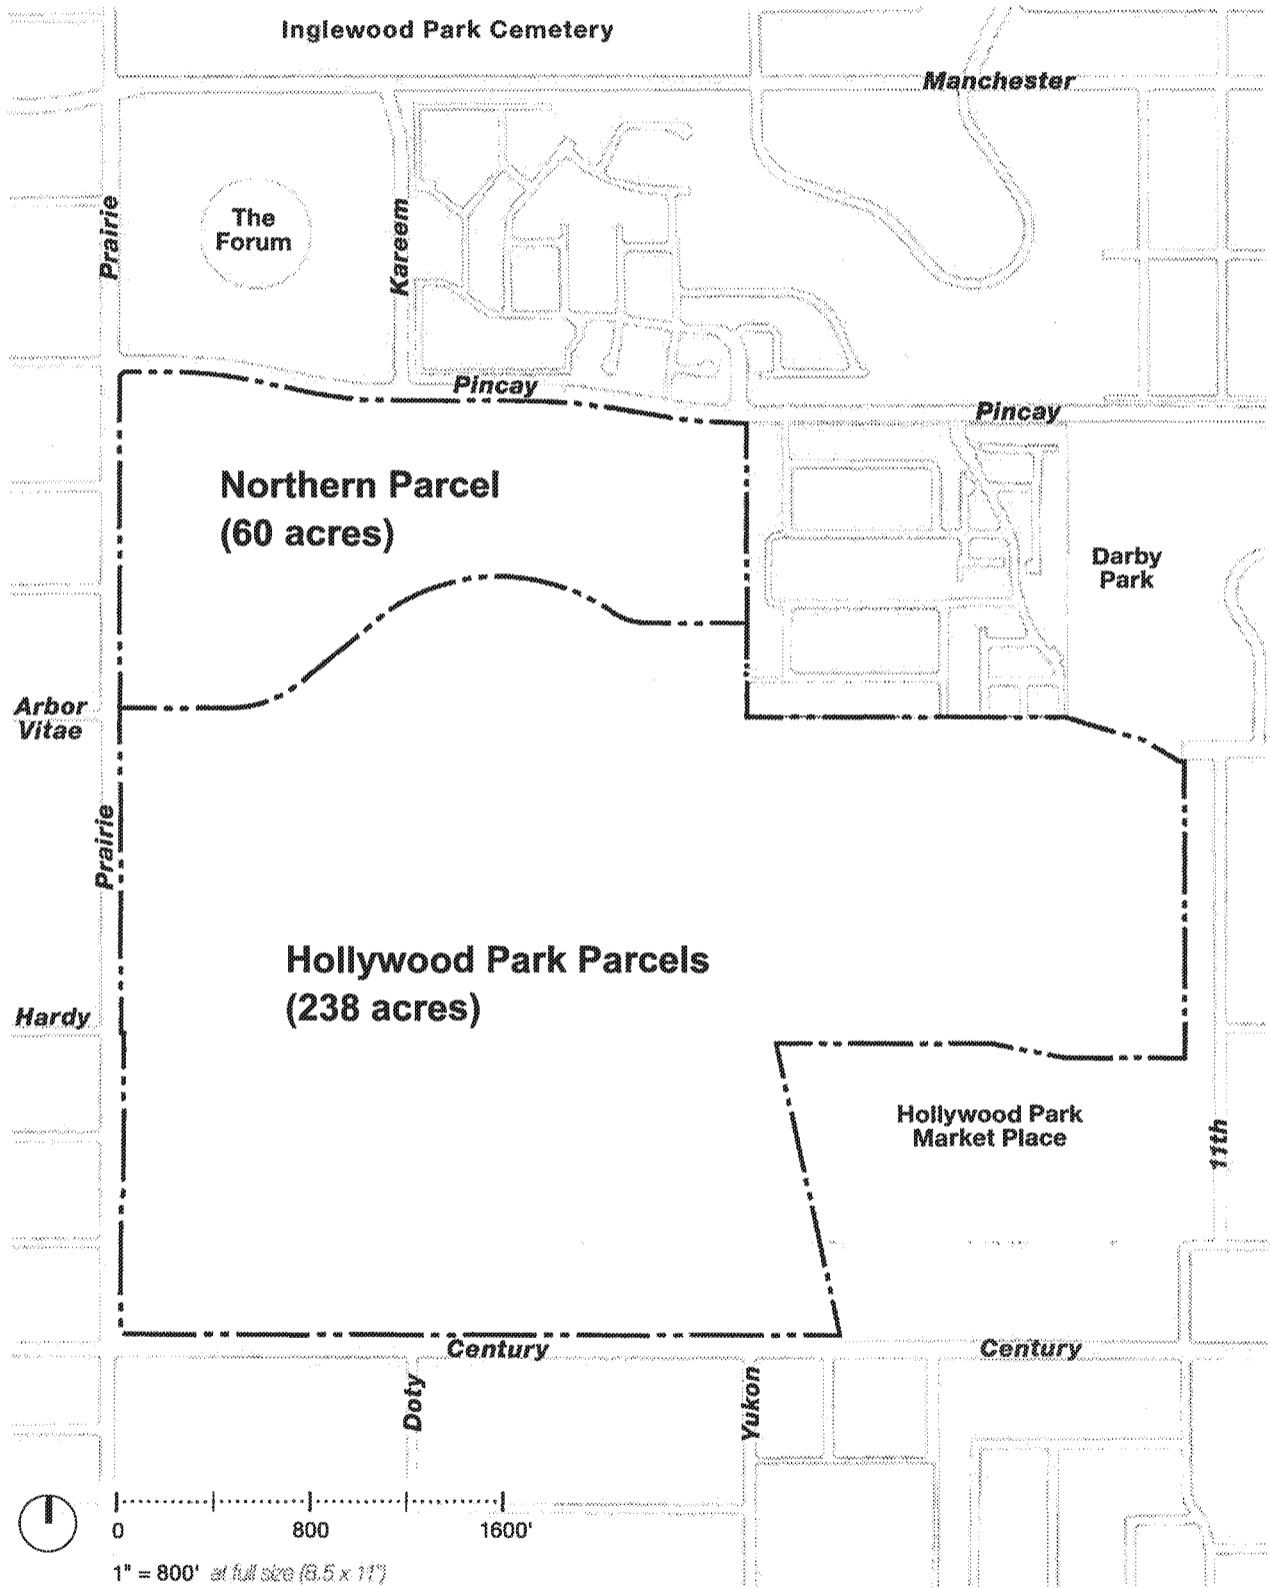 Inglewood Park Cemetery
Manchester
Prairie
The
Forum
Kareem
Pincay
Pincay
Northern Parcel
(60 acres)
Darby
Park
Arbor
Vitae
Prairie
Hollywood Park Parcels
(238 acres)
Hardy
Hollywood Park
Market Place
11th
Century
Century
Doty
Yukon
0 800 1600'
1" = 800' at full size (8.5 x 11")